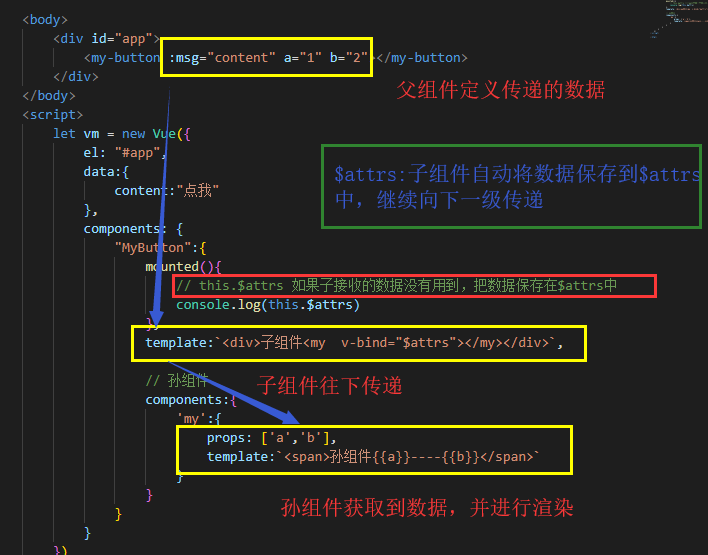 <body>
<div id="app">
<my-button :msg="content" a="1" b="2"></my-button>
</div>
父组件定义传递的数据
</body>
<script>
let vm = new Vue({
el: "#app",
data:{
$attrs:子组件自动将数据保存到$attrs
content:"点我"
中，继续向下一级传递
},
components: {
"MyButton":{
mounted(){
// this.$attrs 如果子接收的数据没有用到，把数据保存在$attrs中
console.log(this.$attrs)
},
template:`<div>子组件<my  v-bind="$attrs"></my></div>`,
// 孙组件
子组件往下传递
components:{
'my':{
props: ['a','b'],
template:`<span>孙组件{{a}}----{{b}}</span>`
}
}
孙组件获取到数据，并进行渲染
}
}
})